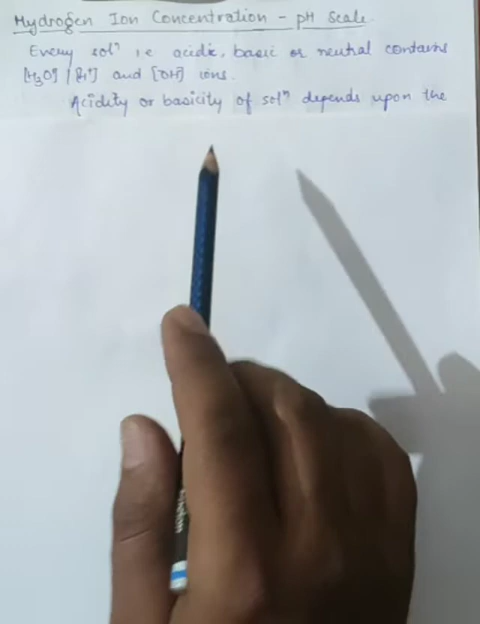 Hydrogen Ion Concentration - pH Scale.
Every solⁿ i.e acidic, basic or neutral contains
[H₃O⁺] / [H⁺] and [OH⁻] ions.
Acidity or basicity of solⁿ depends upon the